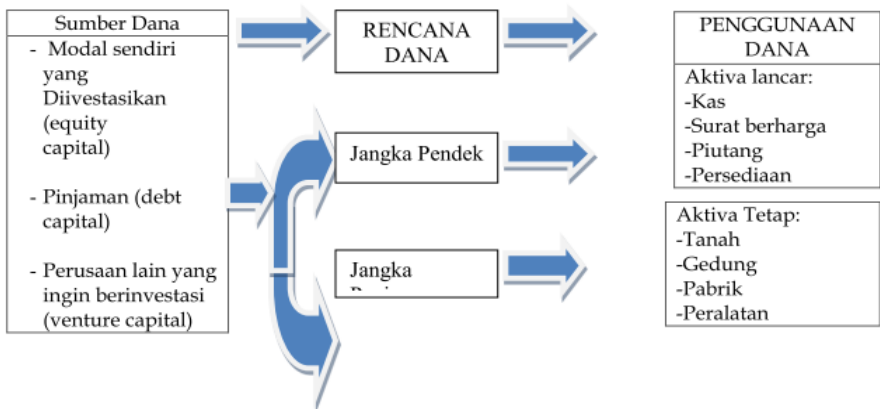 Sumber Dana
- Modal sendiri
yang
Diivestasikan
(equity
capital)
- Pinjaman (debt
capital)
- Perusaan lain yang
ingin berinvestasi
(venture capital)
RENCANA
DANA
Jangka Pendek
Jangka
PENGGUNAAN
DANA
Aktiva lancar:
-Kas
-Surat berharga
-Piutang
-Persediaan
Aktiva Tetap:
-Tanah
-Gedung
-Pabrik
-Peralatan